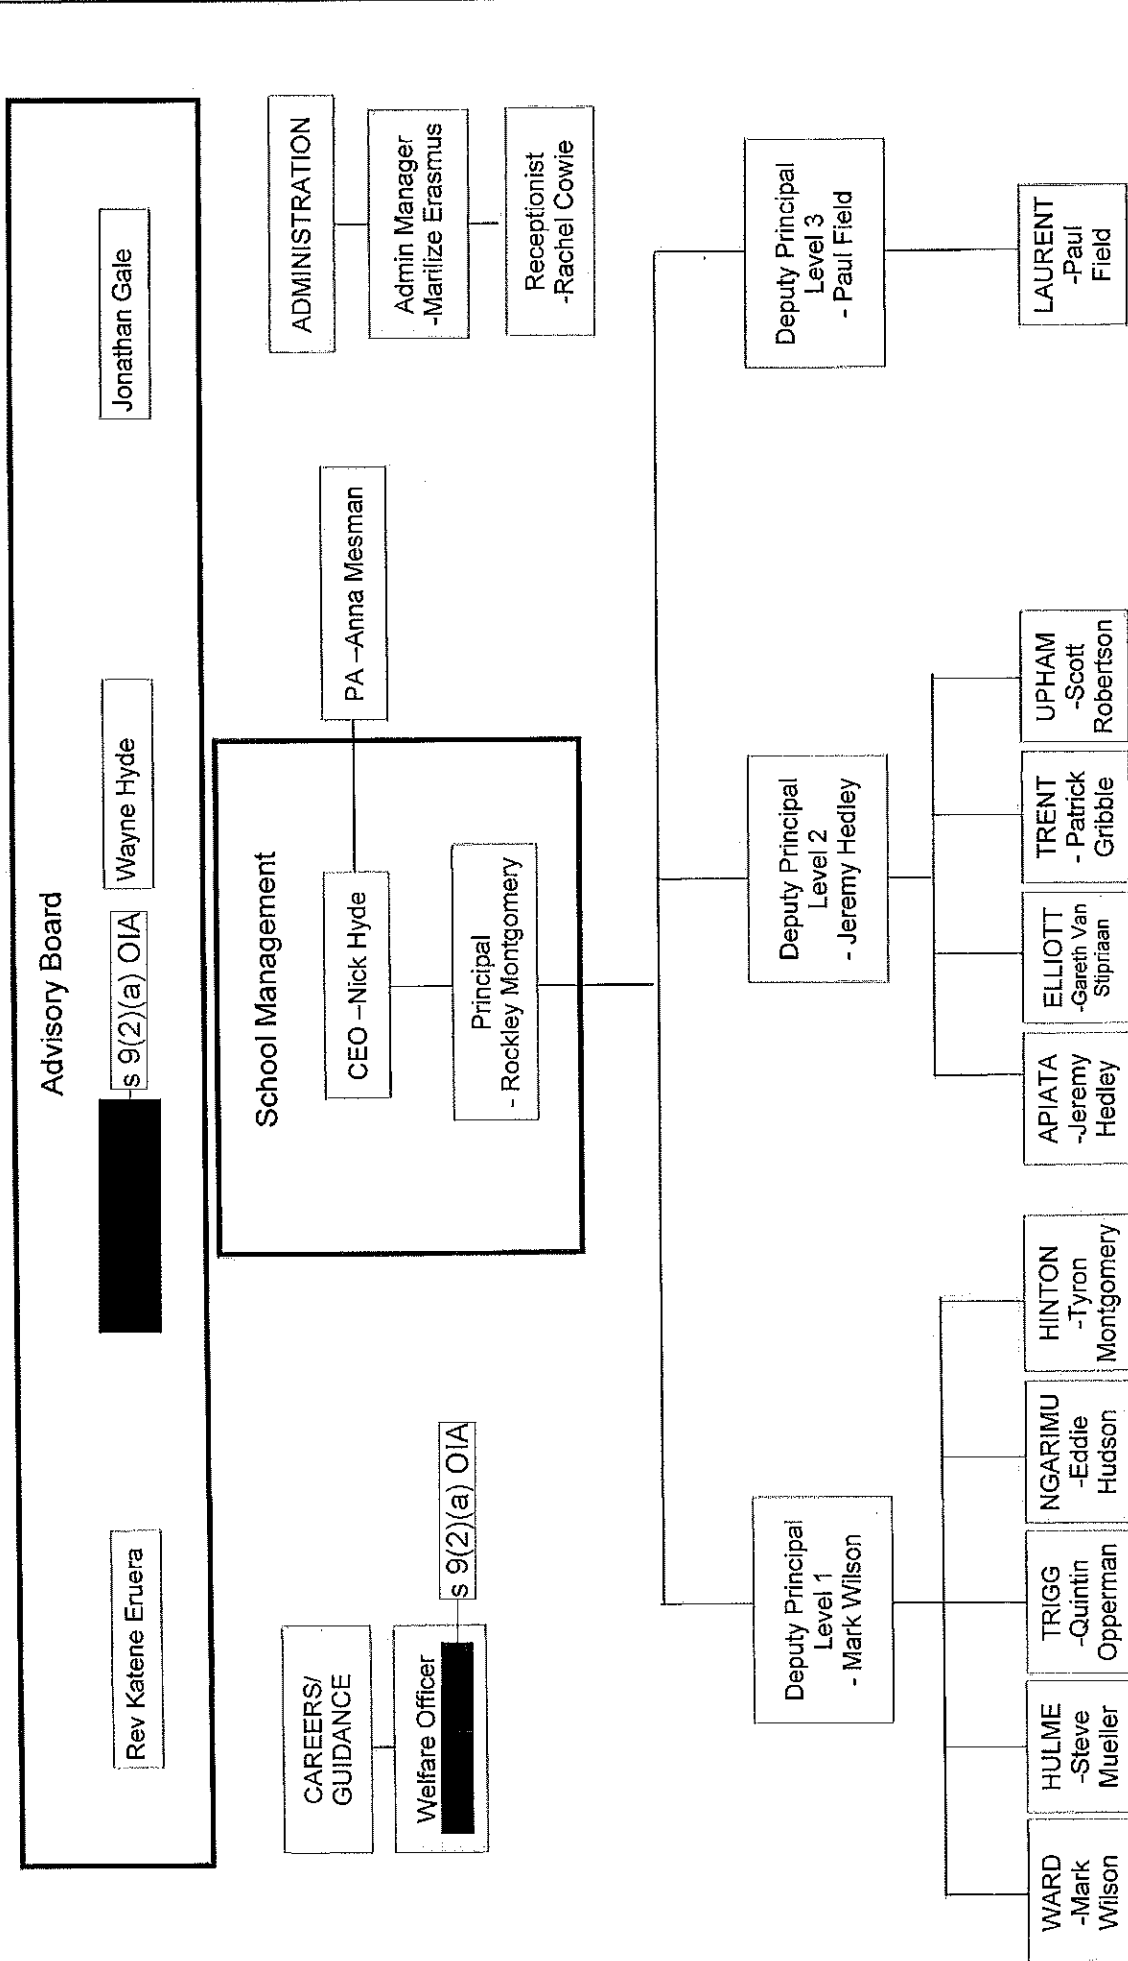 Advisory Board
Rev Katene Eruera
s 9(2)(a) OIA
Wayne Hyde
Jonathan Gale
CAREERS/
GUIDANCE
Welfare Officer
s 9(2)(a) OIA
School Management
CEO –Nick Hyde
PA –Anna Mesman
Principal
- Rockley Montgomery
ADMINISTRATION
Admin Manager
-Marilize Erasmus
Receptionist
-Rachel Cowie
Deputy Principal
Level 1
- Mark Wilson
Deputy Principal
Level 2
- Jeremy Hedley
Deputy Principal
Level 3
- Paul Field
WARD
-Mark
Wilson
HULME
-Steve
Mueller
TRIGG
-Quintin
Opperman
NGARIMU
-Eddie
Hudson
HINTON
-Tyron
Montgomery
APIATA
-Jeremy
Hedley
ELLIOTT
-Gareth Van
Stipriaan
TRENT
- Patrick
Gribble
UPHAM
-Scott
Robertson
LAURENT
-Paul
Field